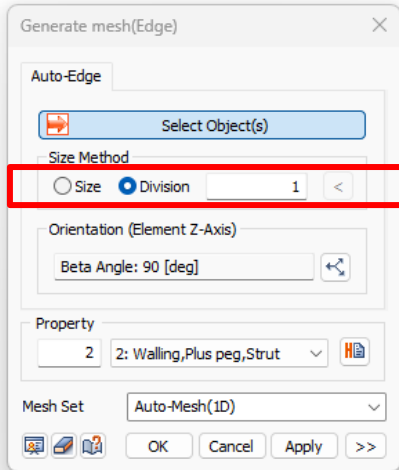 Generate mesh(Edge)
Auto-Edge
Select Object(s)
Size Method
Size Division 1 <
Orientation (Element Z-Axis)
Beta Angle: 90 [deg]
Property
2 2: Walling,Plus peg,Strut
Mesh Set Auto-Mesh(1D)
OK Cancel Apply >>